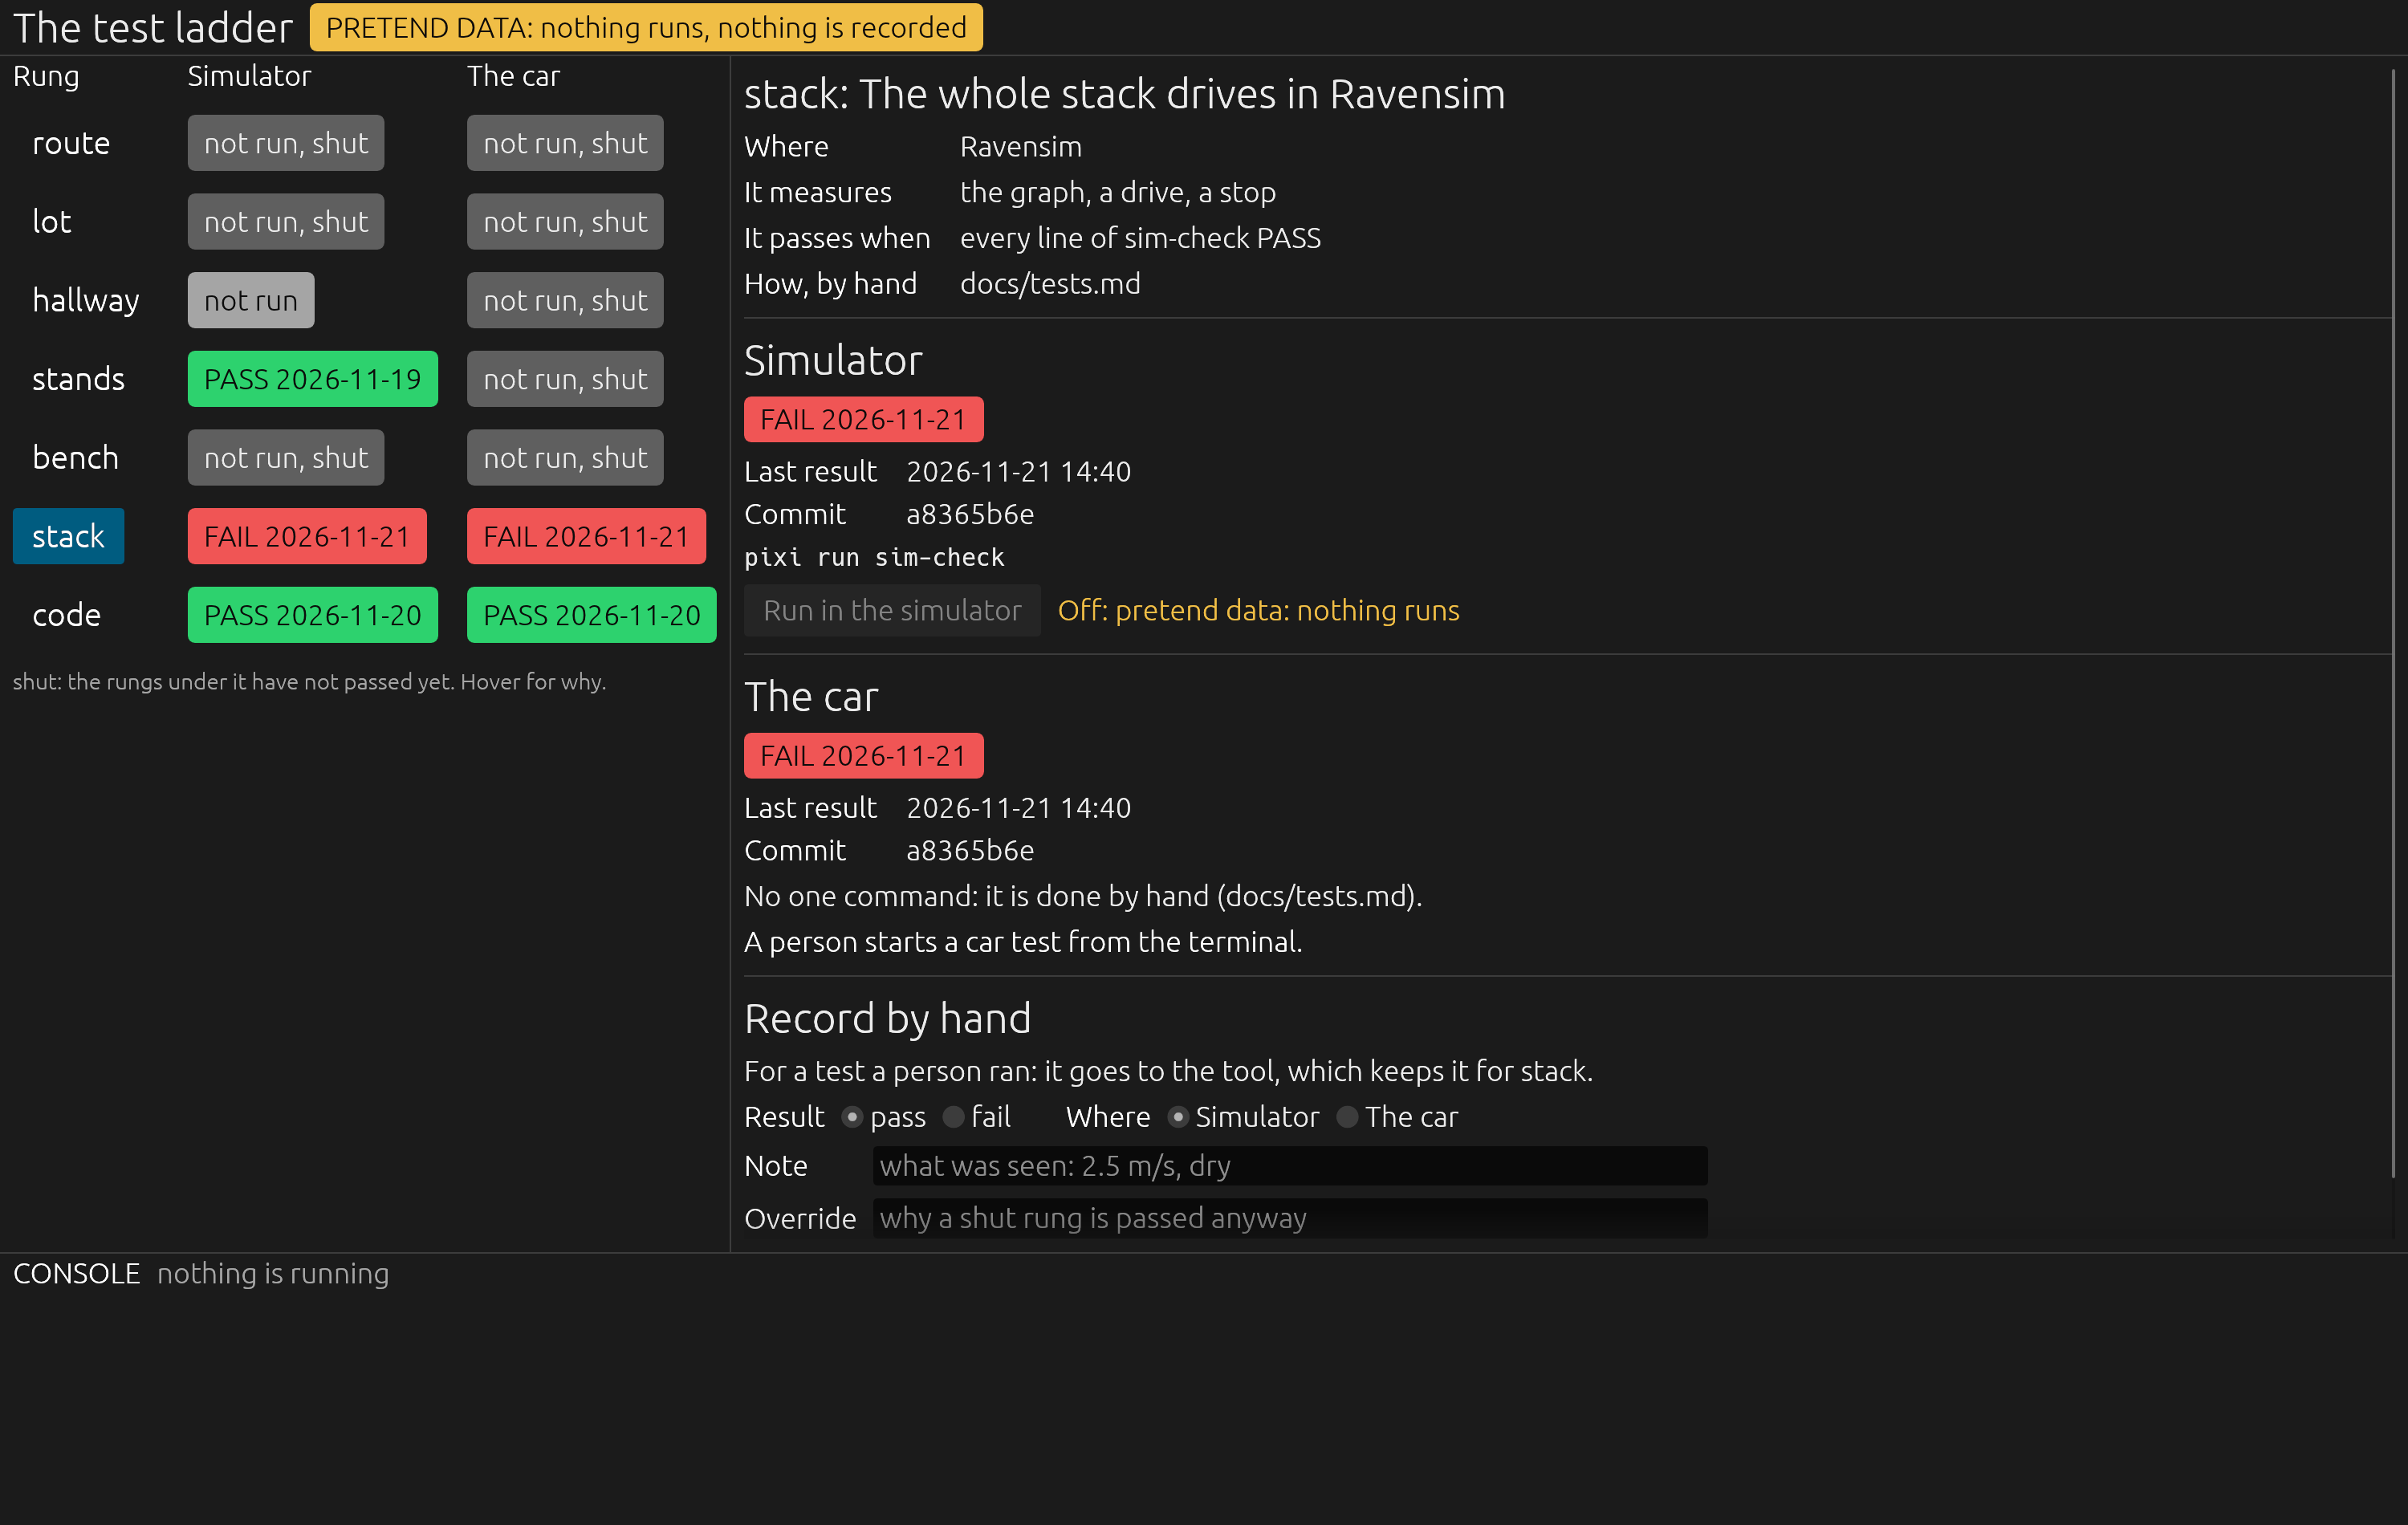 The test ladder PRETEND DATA: nothing runs, nothing is recorded
Rung Simulator The car
route not run, shut not run, shut
lot not run, shut not run, shut
hallway not run not run, shut
stands PASS 2026-11-19 not run, shut
bench not run, shut not run, shut
stack FAIL 2026-11-21 FAIL 2026-11-21
code PASS 2026-11-20 PASS 2026-11-20
shut: the rungs under it have not passed yet. Hover for why.
stack: The whole stack drives in Ravensim
Where Ravensim
It measures the graph, a drive, a stop
It passes when every line of sim-check PASS
How, by hand docs/tests.md
Simulator
FAIL 2026-11-21
Last result 2026-11-21 14:40
Commit a8365b6e
pixi run sim-check
Run in the simulator Off: pretend data: nothing runs
The car
FAIL 2026-11-21
Last result 2026-11-21 14:40
Commit a8365b6e
No one command: it is done by hand (docs/tests.md).
A person starts a car test from the terminal.
Record by hand
For a test a person ran: it goes to the tool, which keeps it for stack.
Result pass fail Where Simulator The car
Note what was seen: 2.5 m/s, dry
Override why a shut rung is passed anyway
CONSOLE nothing is running